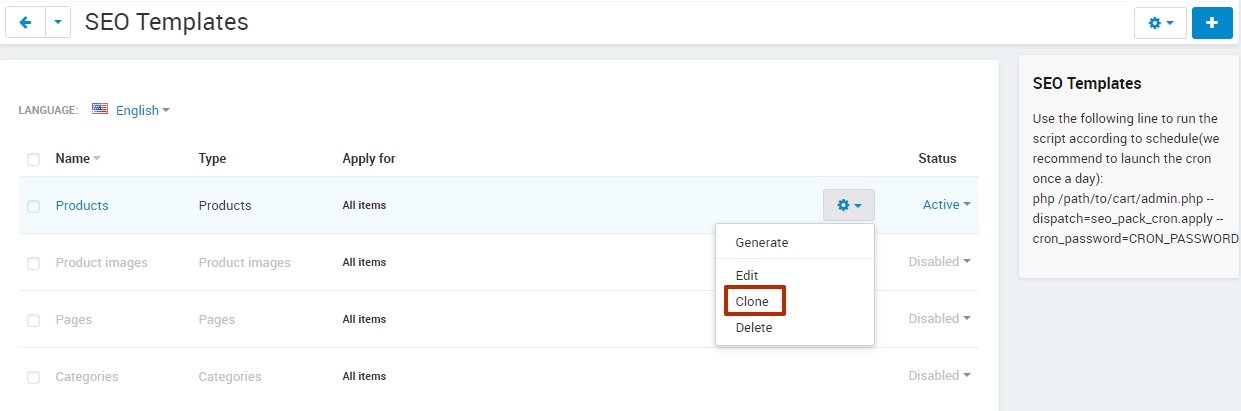 SEO Templates
LANGUAGE: English
Name Type Apply for Status
Products Products All items Active
Generate
Edit
Clone
Delete
Product images Product images All items Disabled
Pages Pages All items Disabled
Categories Categories All items Disabled
SEO Templates
Use the following line to run the
script according to schedule(we
recommend to launch the cron
once a day):
php /path/to/cart/admin.php --
dispatch=seo_pack_cron.apply --
cron_password=CRON_PASSWORD